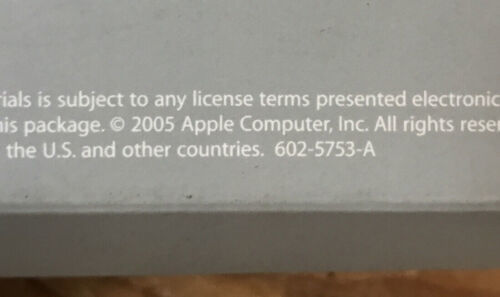 rials is subject to any license terms presented electronic
his package. © 2005 Apple Computer, Inc. All rights reser
the U.S. and other countries. 602-5753-A